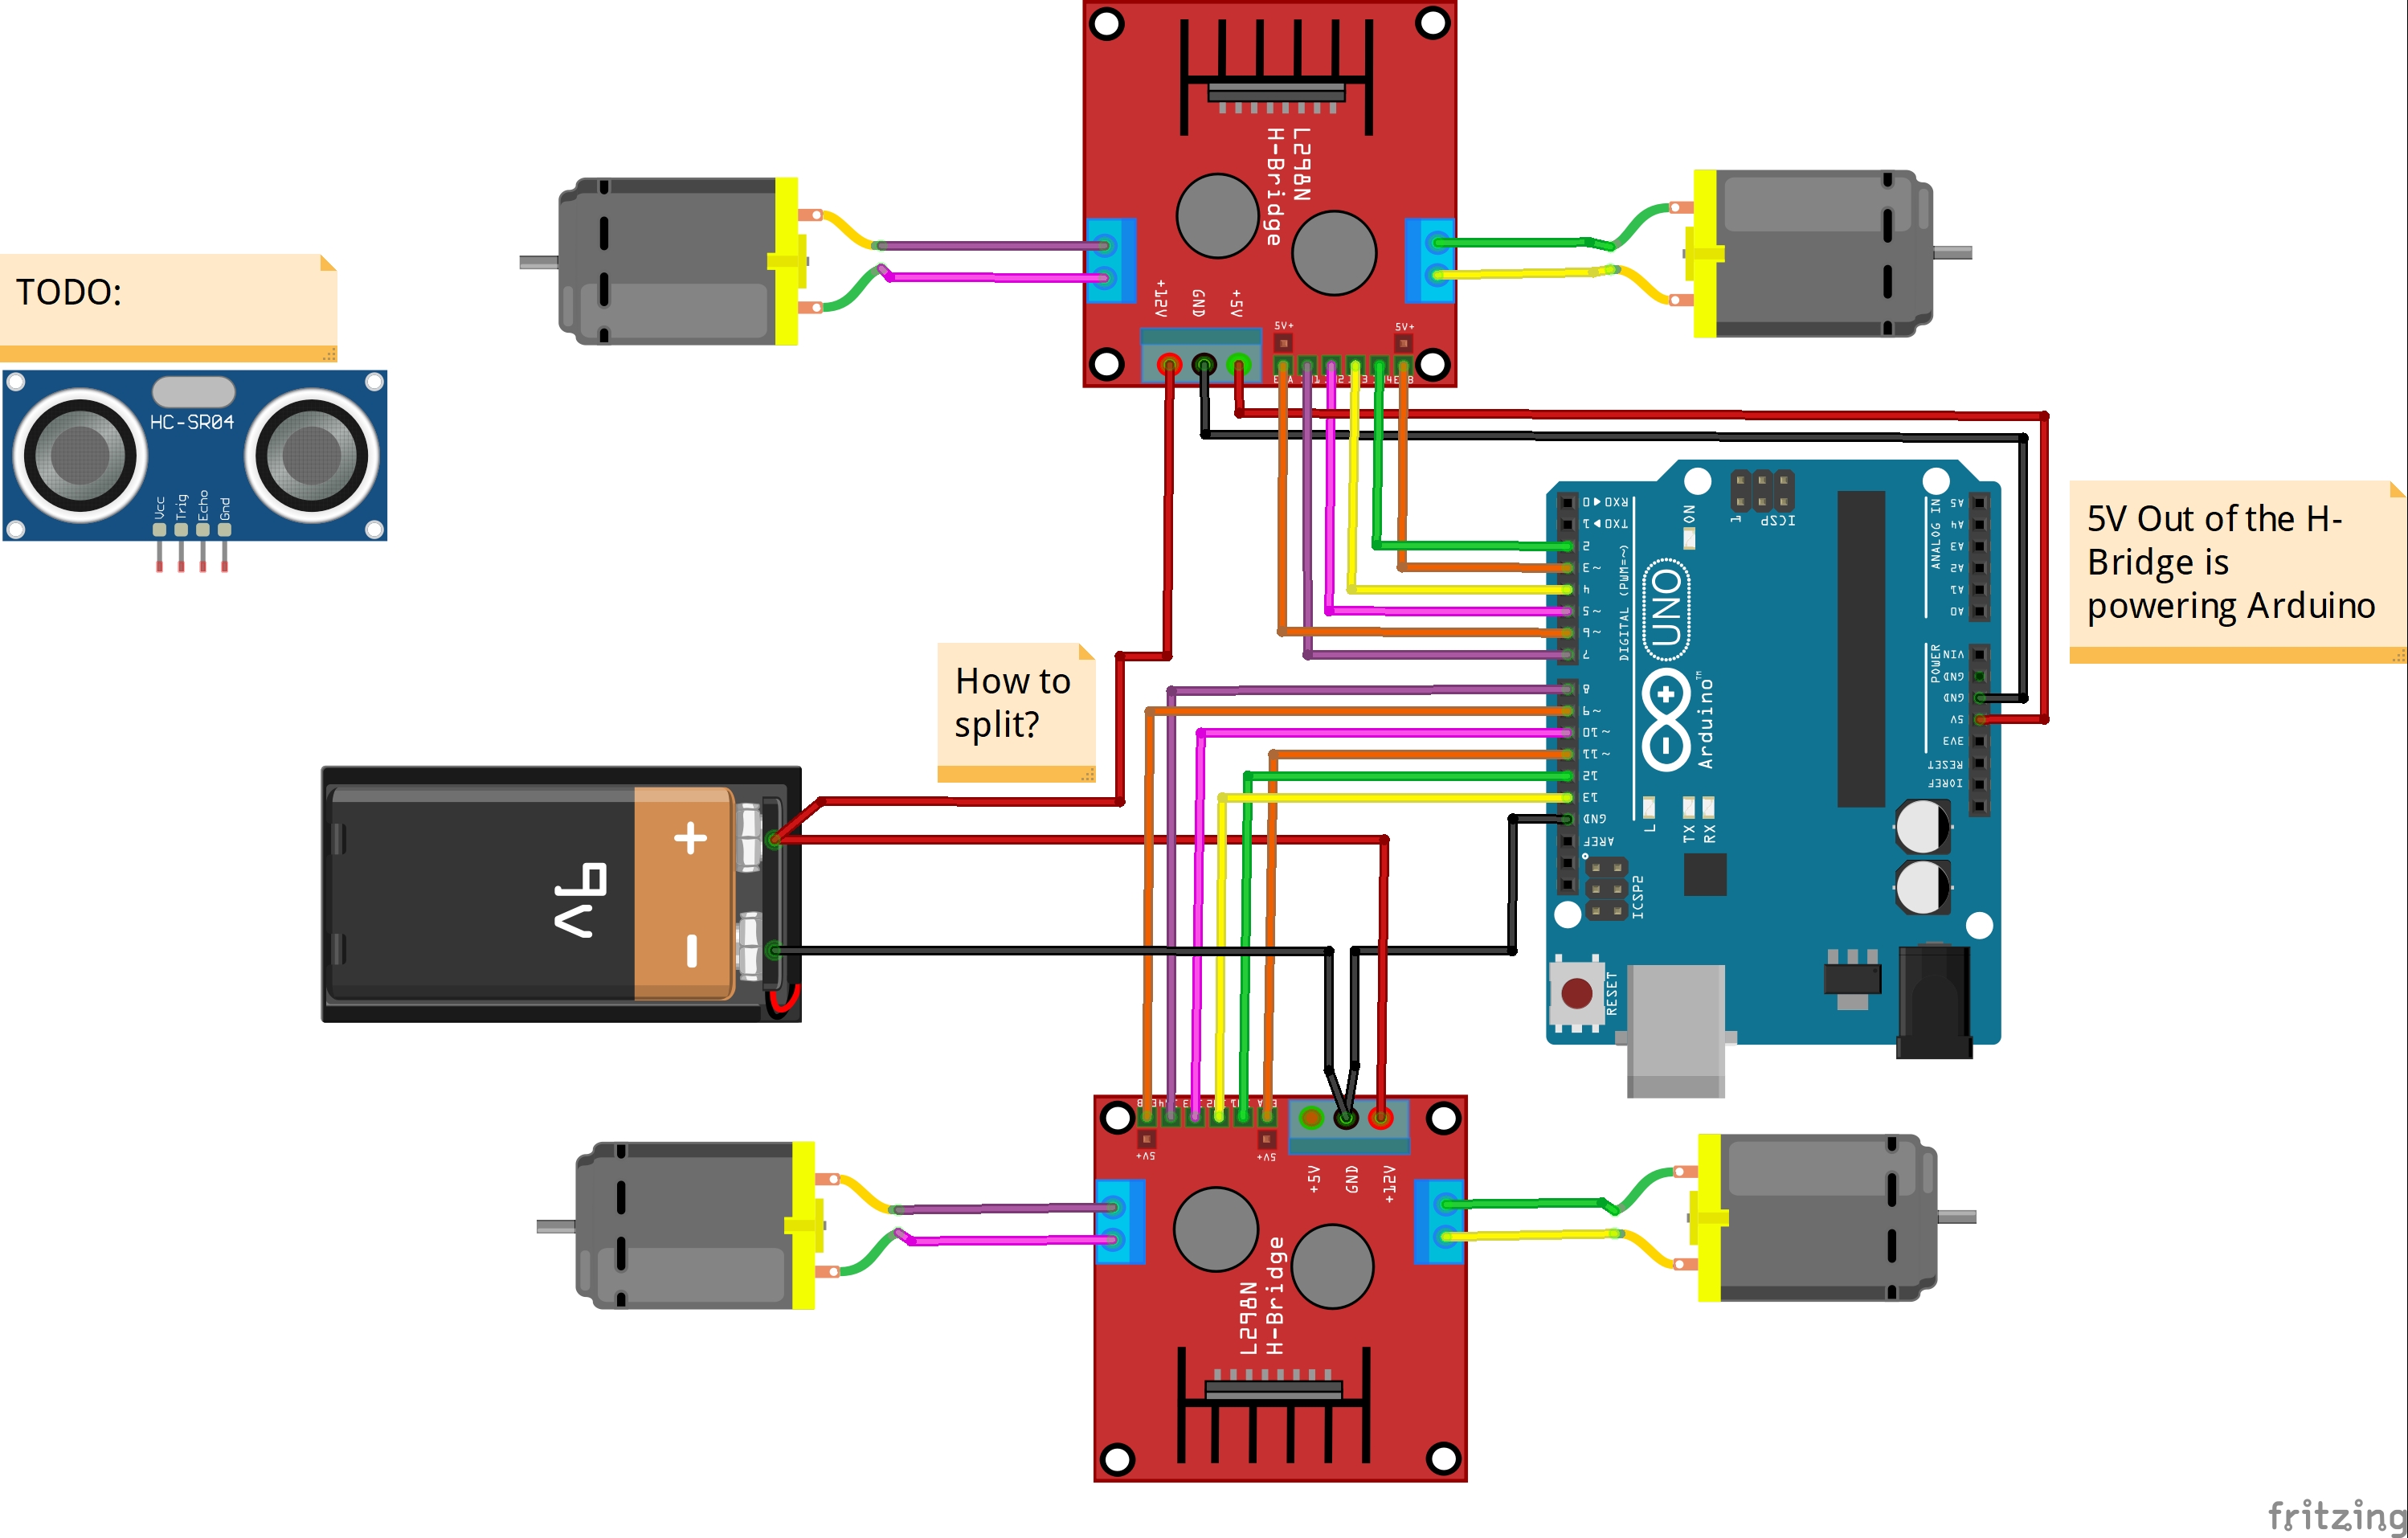 L298N
H-Bridge
+12V
GND
+5V
5V+
5V+
TODO:
HC-SR04
Vcc
Trig
Echo
Gnd
How to
split?
5V Out of the H-
Bridge is
powering Arduino
RX◀0
TX▶1
2
~3
4
~5
~6
7
8
~9
~10
~11
12
13
GND
AREF
DIGITAL (PWM=~)
ON
1
ICSP
UNO
Arduino™
L
TX
RX
ICSP2
RESET
ANALOG IN
A5
A4
A3
A2
A1
A0
POWER
VIN
GND
GND
5V
3V3
RESET
IOREF
+
-
9V
5V+
5V+
+5V
GND
+12V
L298N
H-Bridge
fritzing